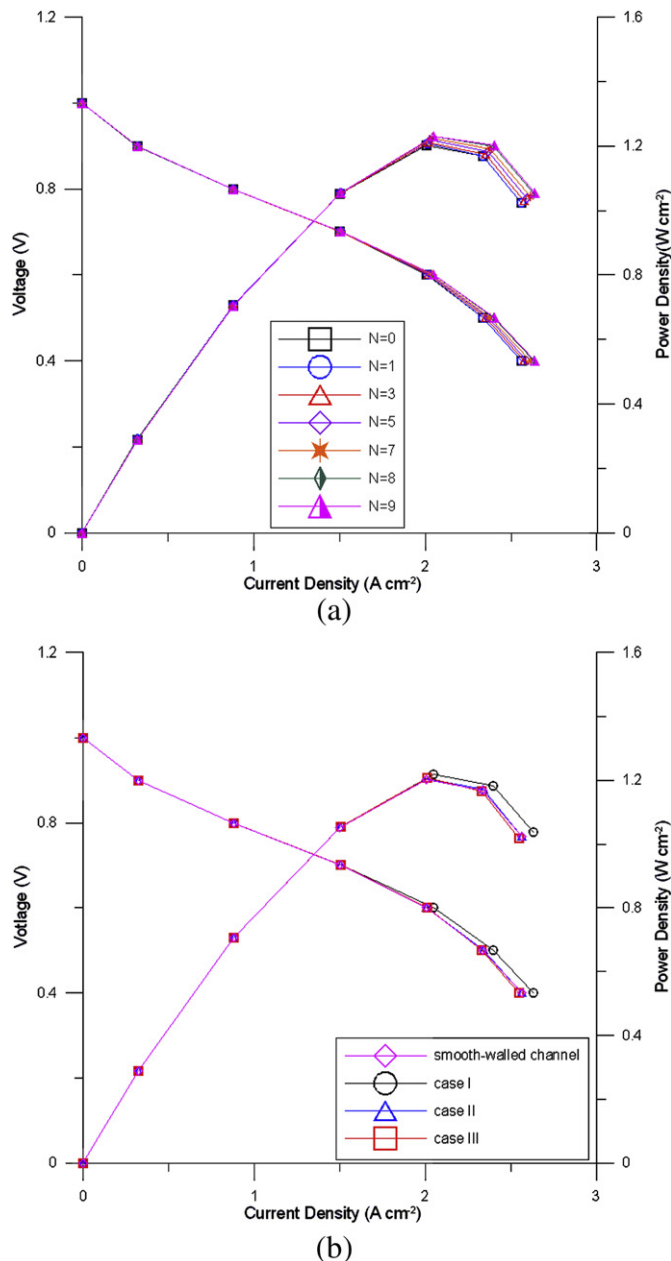 1.2
1.6
0.8
1.2
Voltage (V)
0.8
Power Density(W cm-2)
0.4
0.4
N=0
N=1
N=3
N=5
N=7
N=8
N=9
0
0
0
1
2
3
Current Density (A cm-2)
(a)
1.2
1.6
0.8
1.2
Votlage (V)
0.8
Power Density (W cm-2)
0.4
0.4
smooth-walled channel
case I
case II
case III
0
0
0
1
2
3
Current Density (A cm-2)
(b)